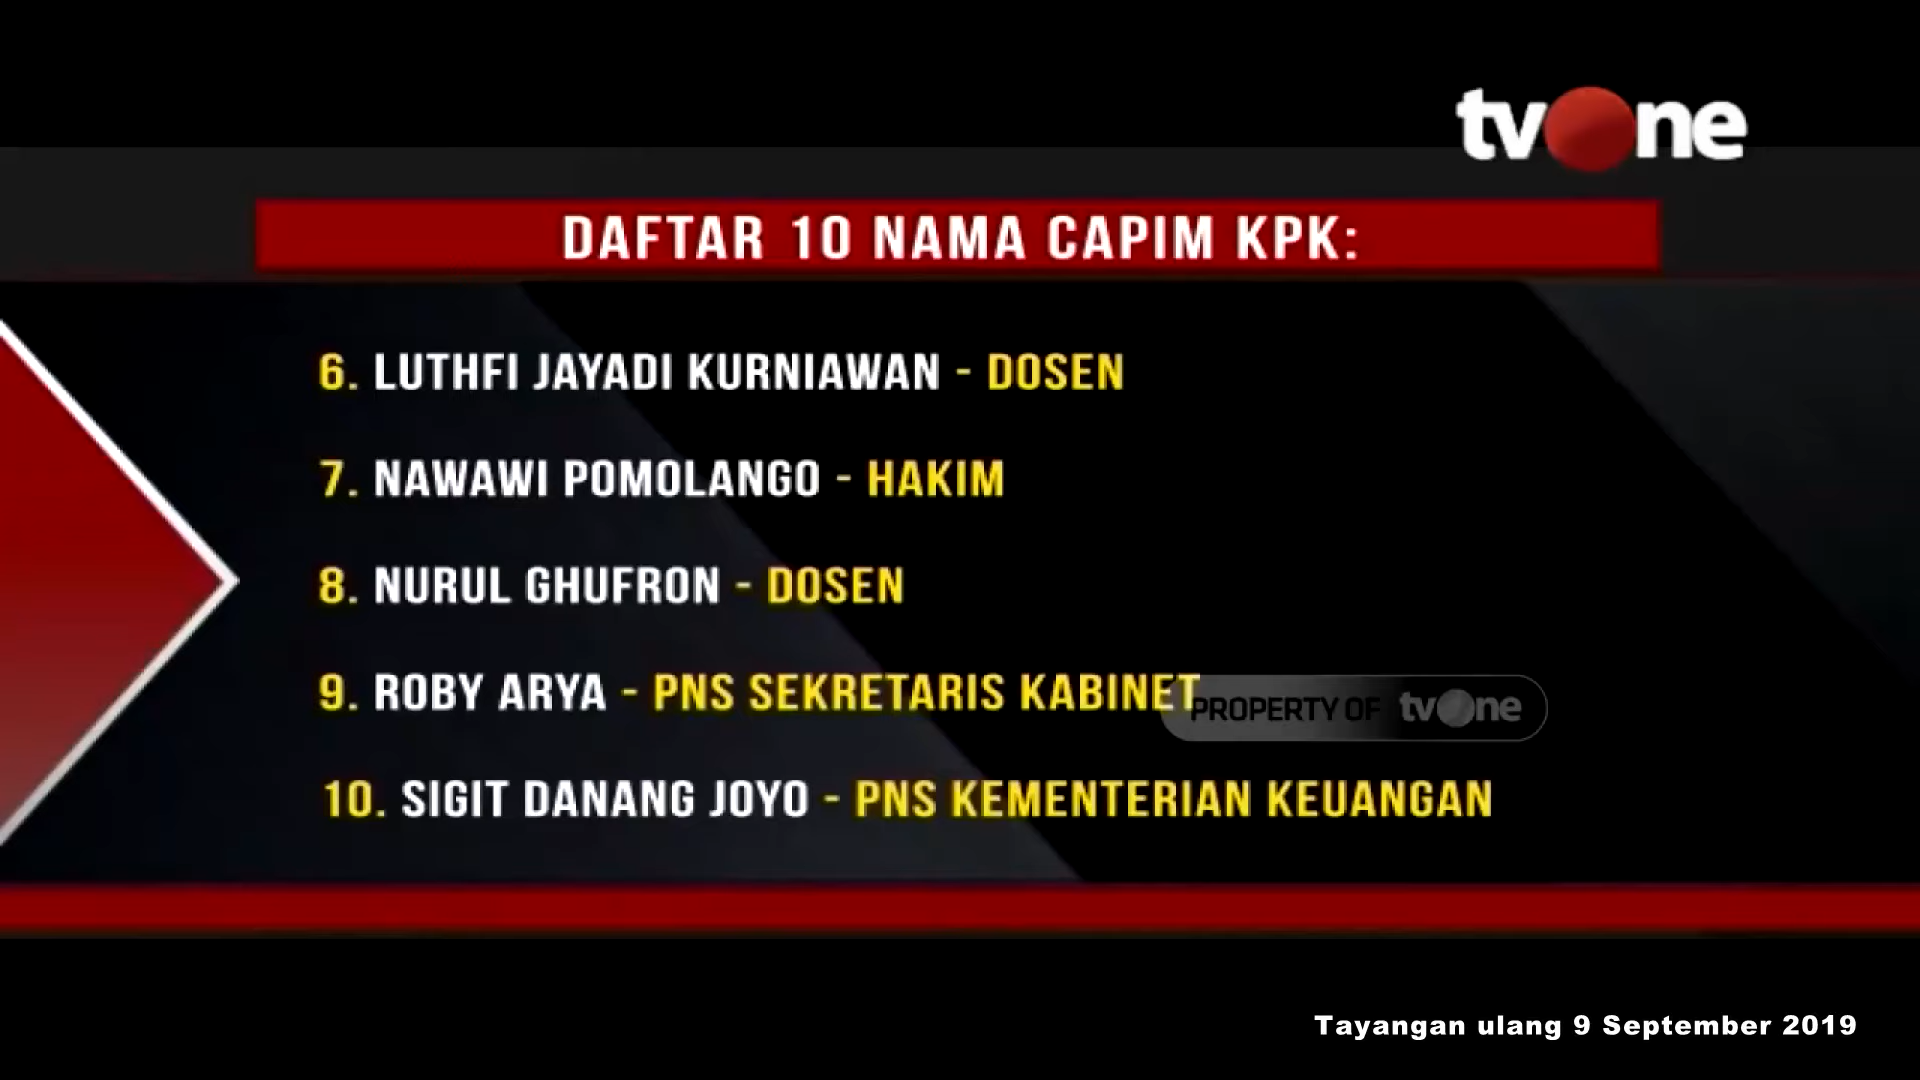 tvOne
DAFTAR 10 NAMA CAPIM KPK:
6. LUTHFI JAYADI KURNIAWAN - DOSEN
7. NAWAWI POMOLANGO - HAKIM
8. NURUL GHUFRON - DOSEN
9. ROBY ARYA - PNS SEKRETARIS KABINET
PROPERTY OF tvOne
10. SIGIT DANANG JOYO - PNS KEMENTERIAN KEUANGAN
Tayangan ulang 9 September 2019